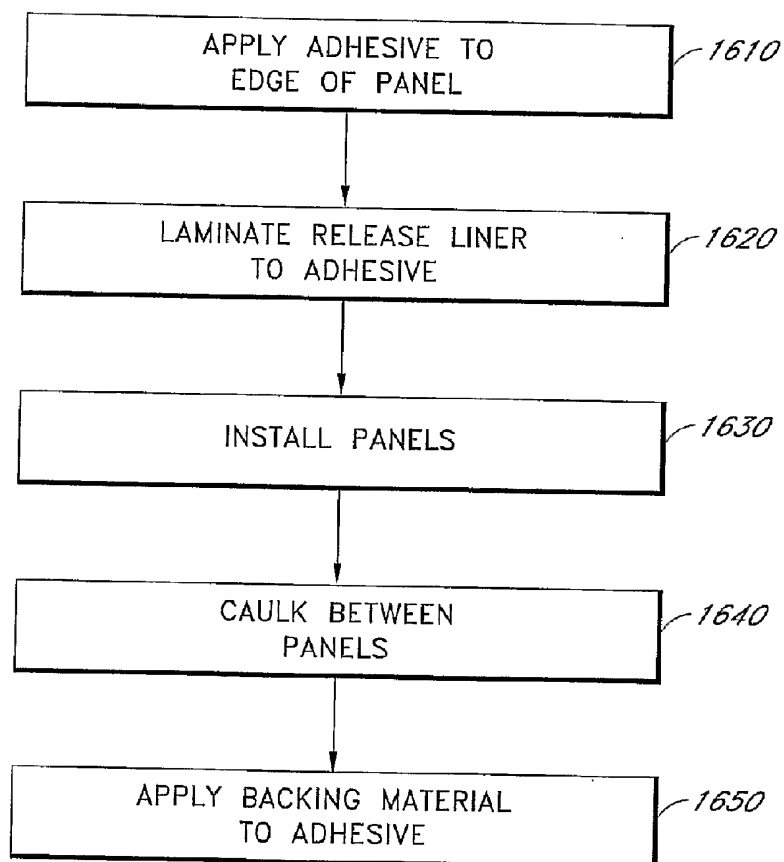 APPLY ADHESIVE TO
EDGE OF PANEL
1610
LAMINATE RELEASE LINER
TO ADHESIVE
1620
INSTALL PANELS
1630
CAULK BETWEEN
PANELS
1640
APPLY BACKING MATERIAL
TO ADHESIVE
1650